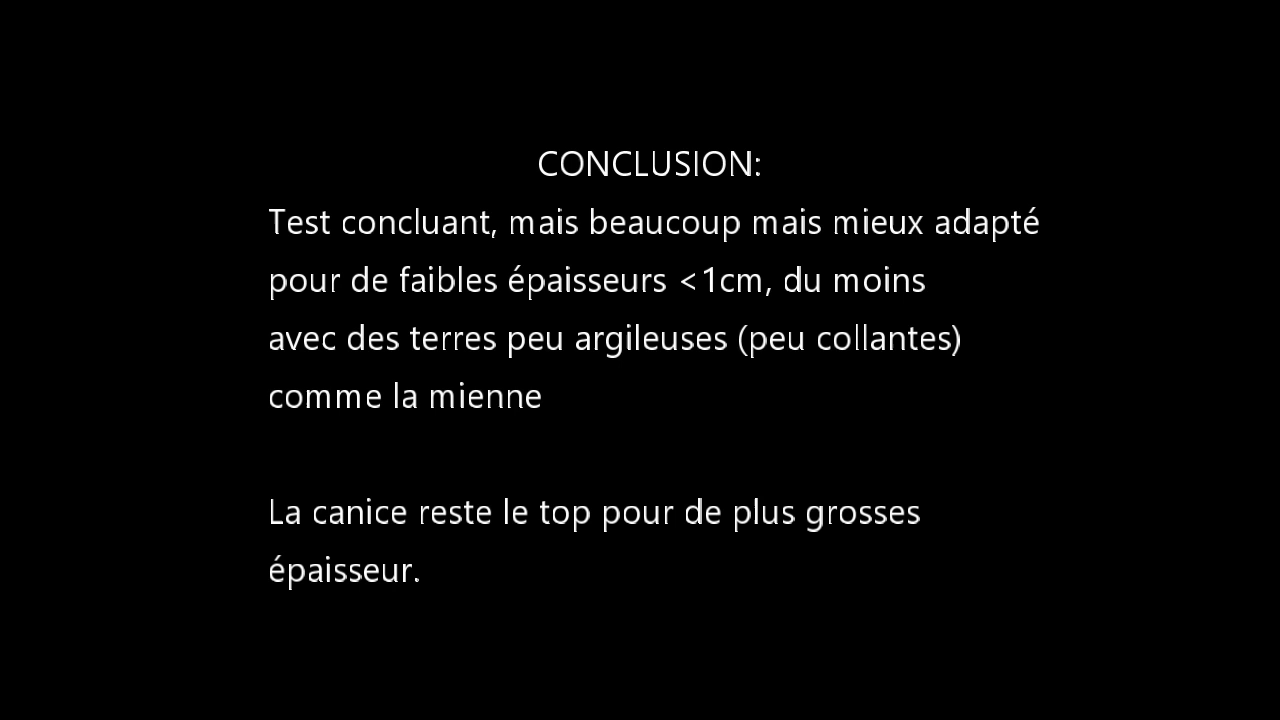 CONCLUSION:
Test concluant, mais beaucoup mais mieux adapté
pour de faibles épaisseurs <1cm, du moins
avec des terres peu argileuses (peu collantes)
comme la mienne
La canice reste le top pour de plus grosses
épaisseur.